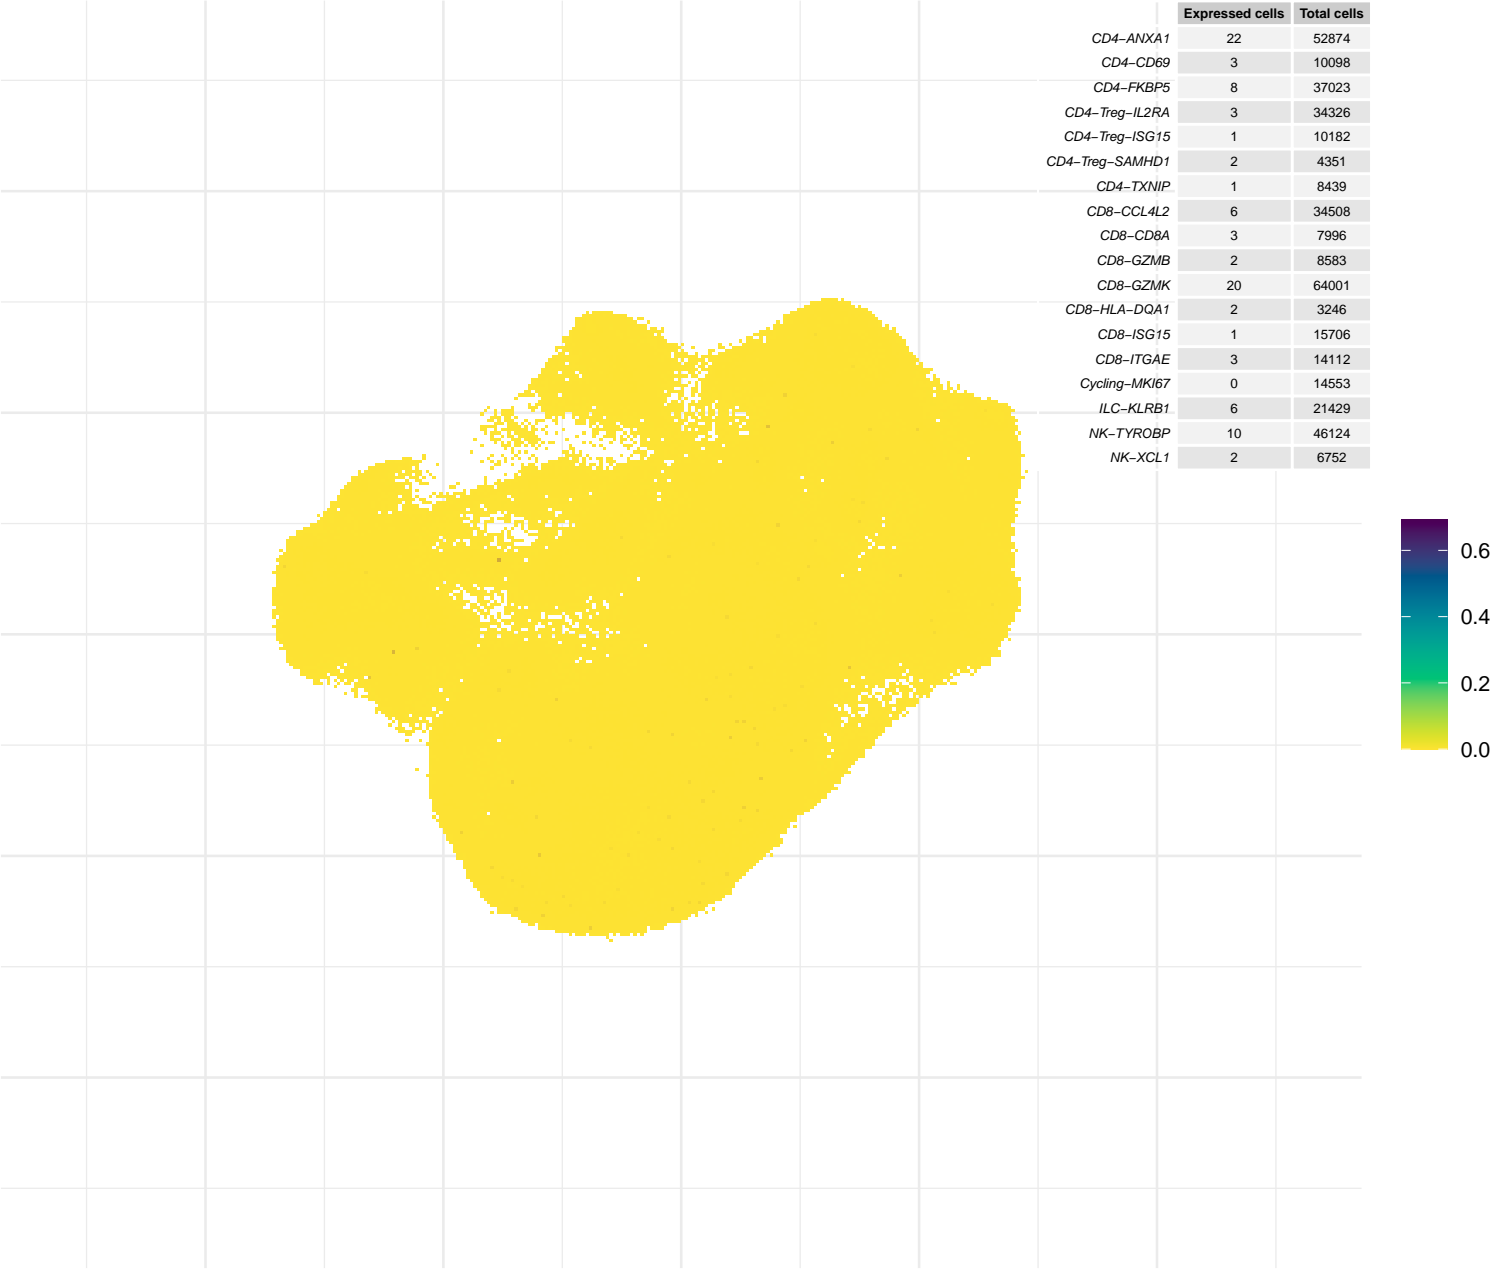 Expressed cells Total cells
CD4−ANXA1 22 52874
CD4−CD69 3 10098
CD4−FKBP5 8 37023
CD4−Treg−IL2RA 3 34326
CD4−Treg−ISG15 1 10182
CD4−Treg−SAMHD1 2 4351
CD4−TXNIP 1 8439
CD8−CCL4L2 6 34508
CD8−CD8A 3 7996
CD8−GZMB 2 8583
CD8−GZMK 20 64001
CD8−HLA−DQA1 2 3246
CD8−ISG15 1 15706
CD8−ITGAE 3 14112
Cycling−MKI67 0 14553
ILC−KLRB1 6 21429
NK−TYROBP 10 46124
NK−XCL1 2 6752
0.6
0.4
0.2
0.0